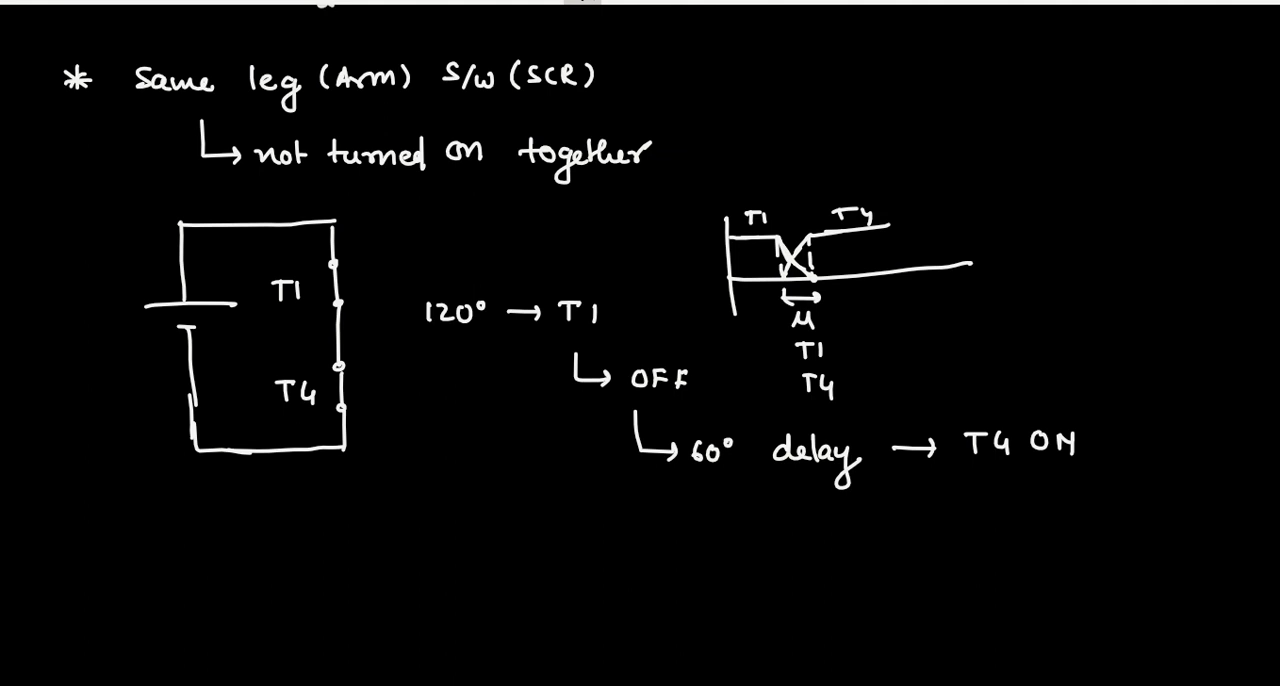 * Same leg (Arm) S/W (SCR)
↳ not turned on together
T1 T4
T1
120° → T1
μ
T1
↳ OFF
T4
T4
↳ 60° delay → T4 ON